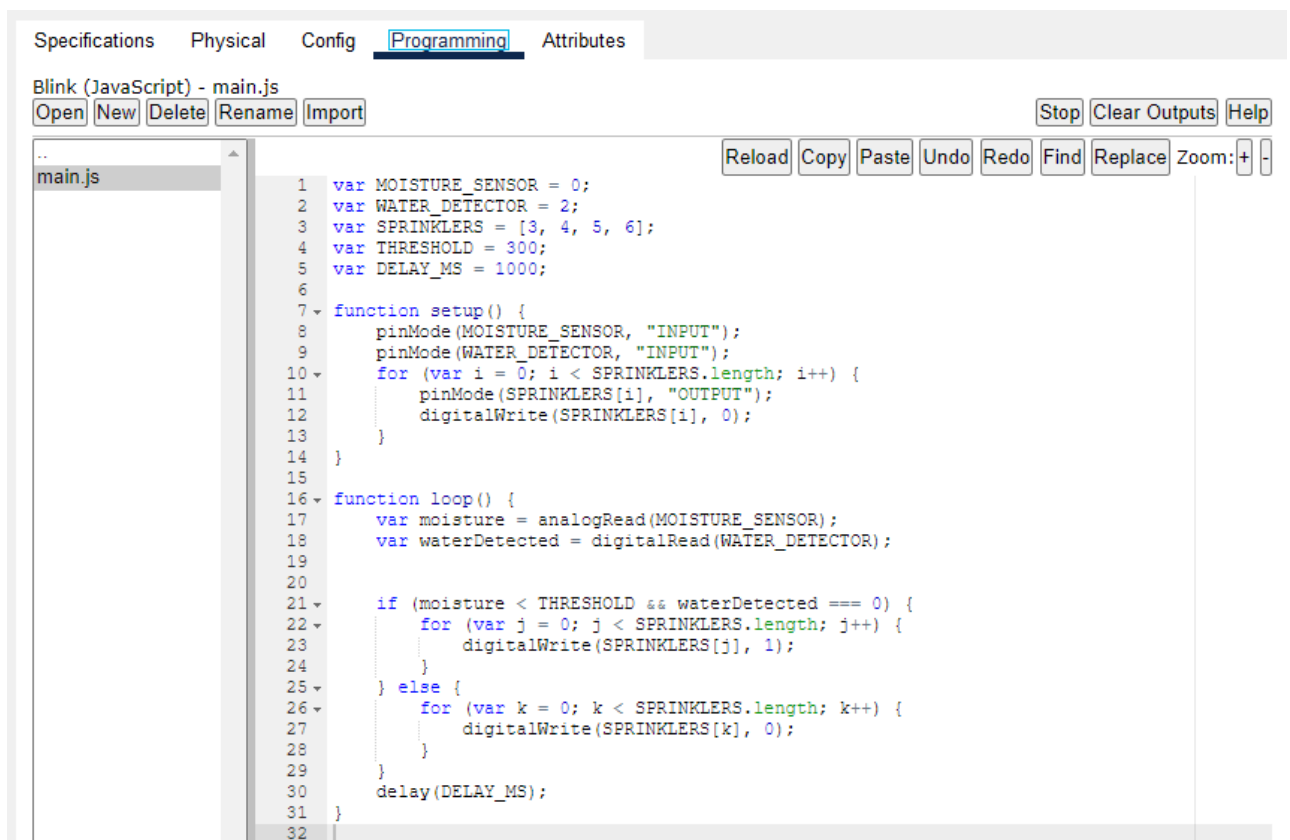 Specifications Physical Config Programming Attributes
Blink (JavaScript) - main.js
Open New Delete Rename Import Stop Clear Outputs Help
..
main.js
Reload Copy Paste Undo Redo Find Replace Zoom: + -
1 var MOISTURE_SENSOR = 0;
2 var WATER_DETECTOR = 2;
3 var SPRINKLERS = [3, 4, 5, 6];
4 var THRESHOLD = 300;
5 var DELAY_MS = 1000;
6
7 function setup() {
8     pinMode(MOISTURE_SENSOR, "INPUT");
9     pinMode(WATER_DETECTOR, "INPUT");
10     for (var i = 0; i < SPRINKLERS.length; i++) {
11         pinMode(SPRINKLERS[i], "OUTPUT");
12         digitalWrite(SPRINKLERS[i], 0);
13     }
14 }
15
16 function loop() {
17     var moisture = analogRead(MOISTURE_SENSOR);
18     var waterDetected = digitalRead(WATER_DETECTOR);
19
20
21     if (moisture < THRESHOLD && waterDetected === 0) {
22         for (var j = 0; j < SPRINKLERS.length; j++) {
23             digitalWrite(SPRINKLERS[j], 1);
24         }
25     } else {
26         for (var k = 0; k < SPRINKLERS.length; k++) {
27             digitalWrite(SPRINKLERS[k], 0);
28         }
29     }
30     delay(DELAY_MS);
31 }
32